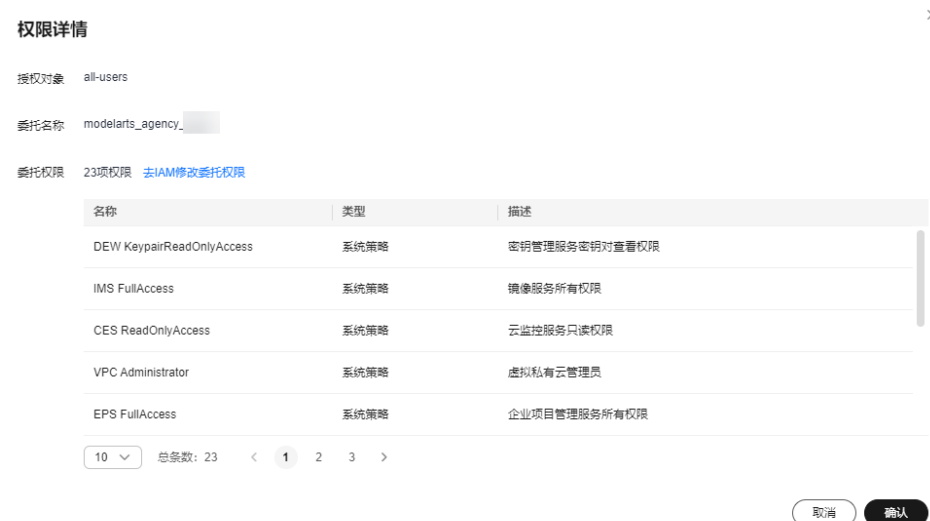 权限详情
授权对象 all-users
委托名称 modelarts_agency_
委托权限 23项权限 去IAM修改委托权限
名称 类型 描述
DEW KeypairReadOnlyAccess 系统策略 密钥管理服务密钥对查看权限
IMS FullAccess 系统策略 镜像服务所有权限
CES ReadOnlyAccess 系统策略 云监控服务只读权限
VPC Administrator 系统策略 虚拟私有云管理员
EPS FullAccess 系统策略 企业项目管理服务所有权限
10 总条数：23 1 2 3
取消 确认